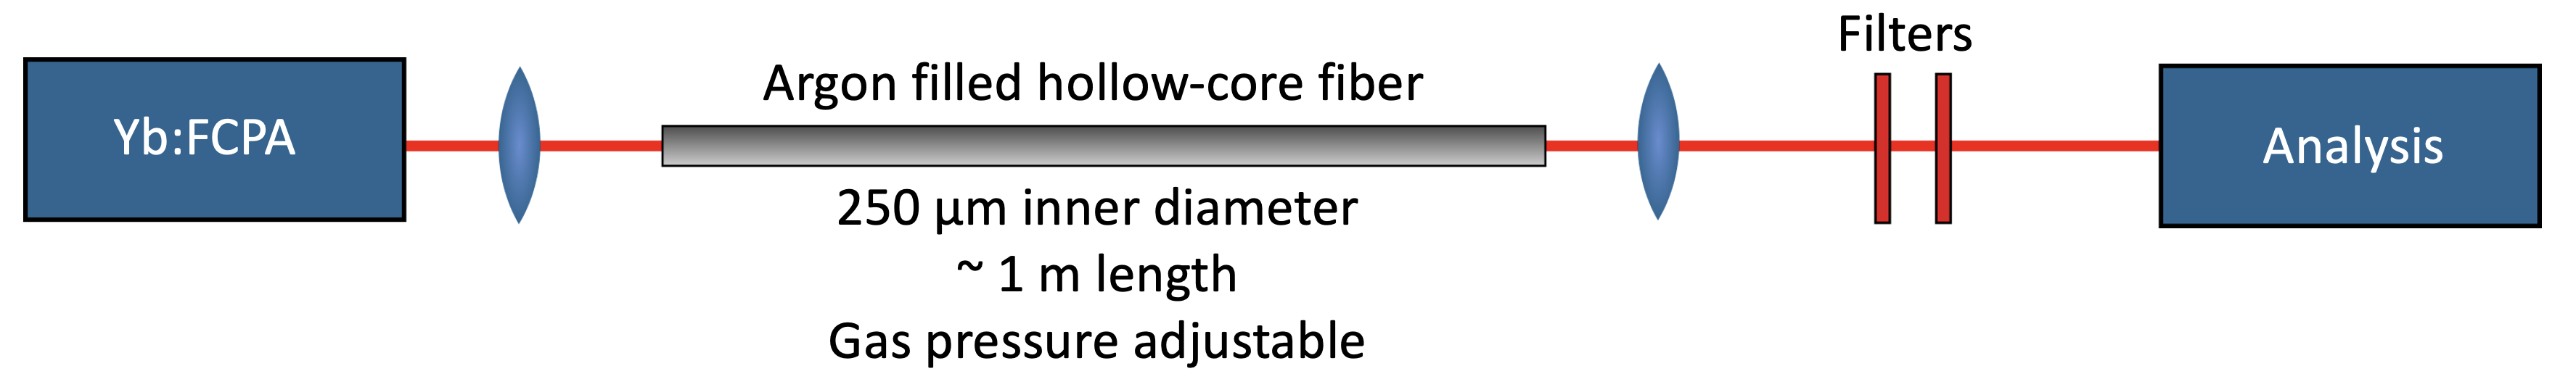 Yb:FCPA
Argon filled hollow-core fiber
250 µm inner diameter
~ 1 m length
Gas pressure adjustable
Filters
Analysis